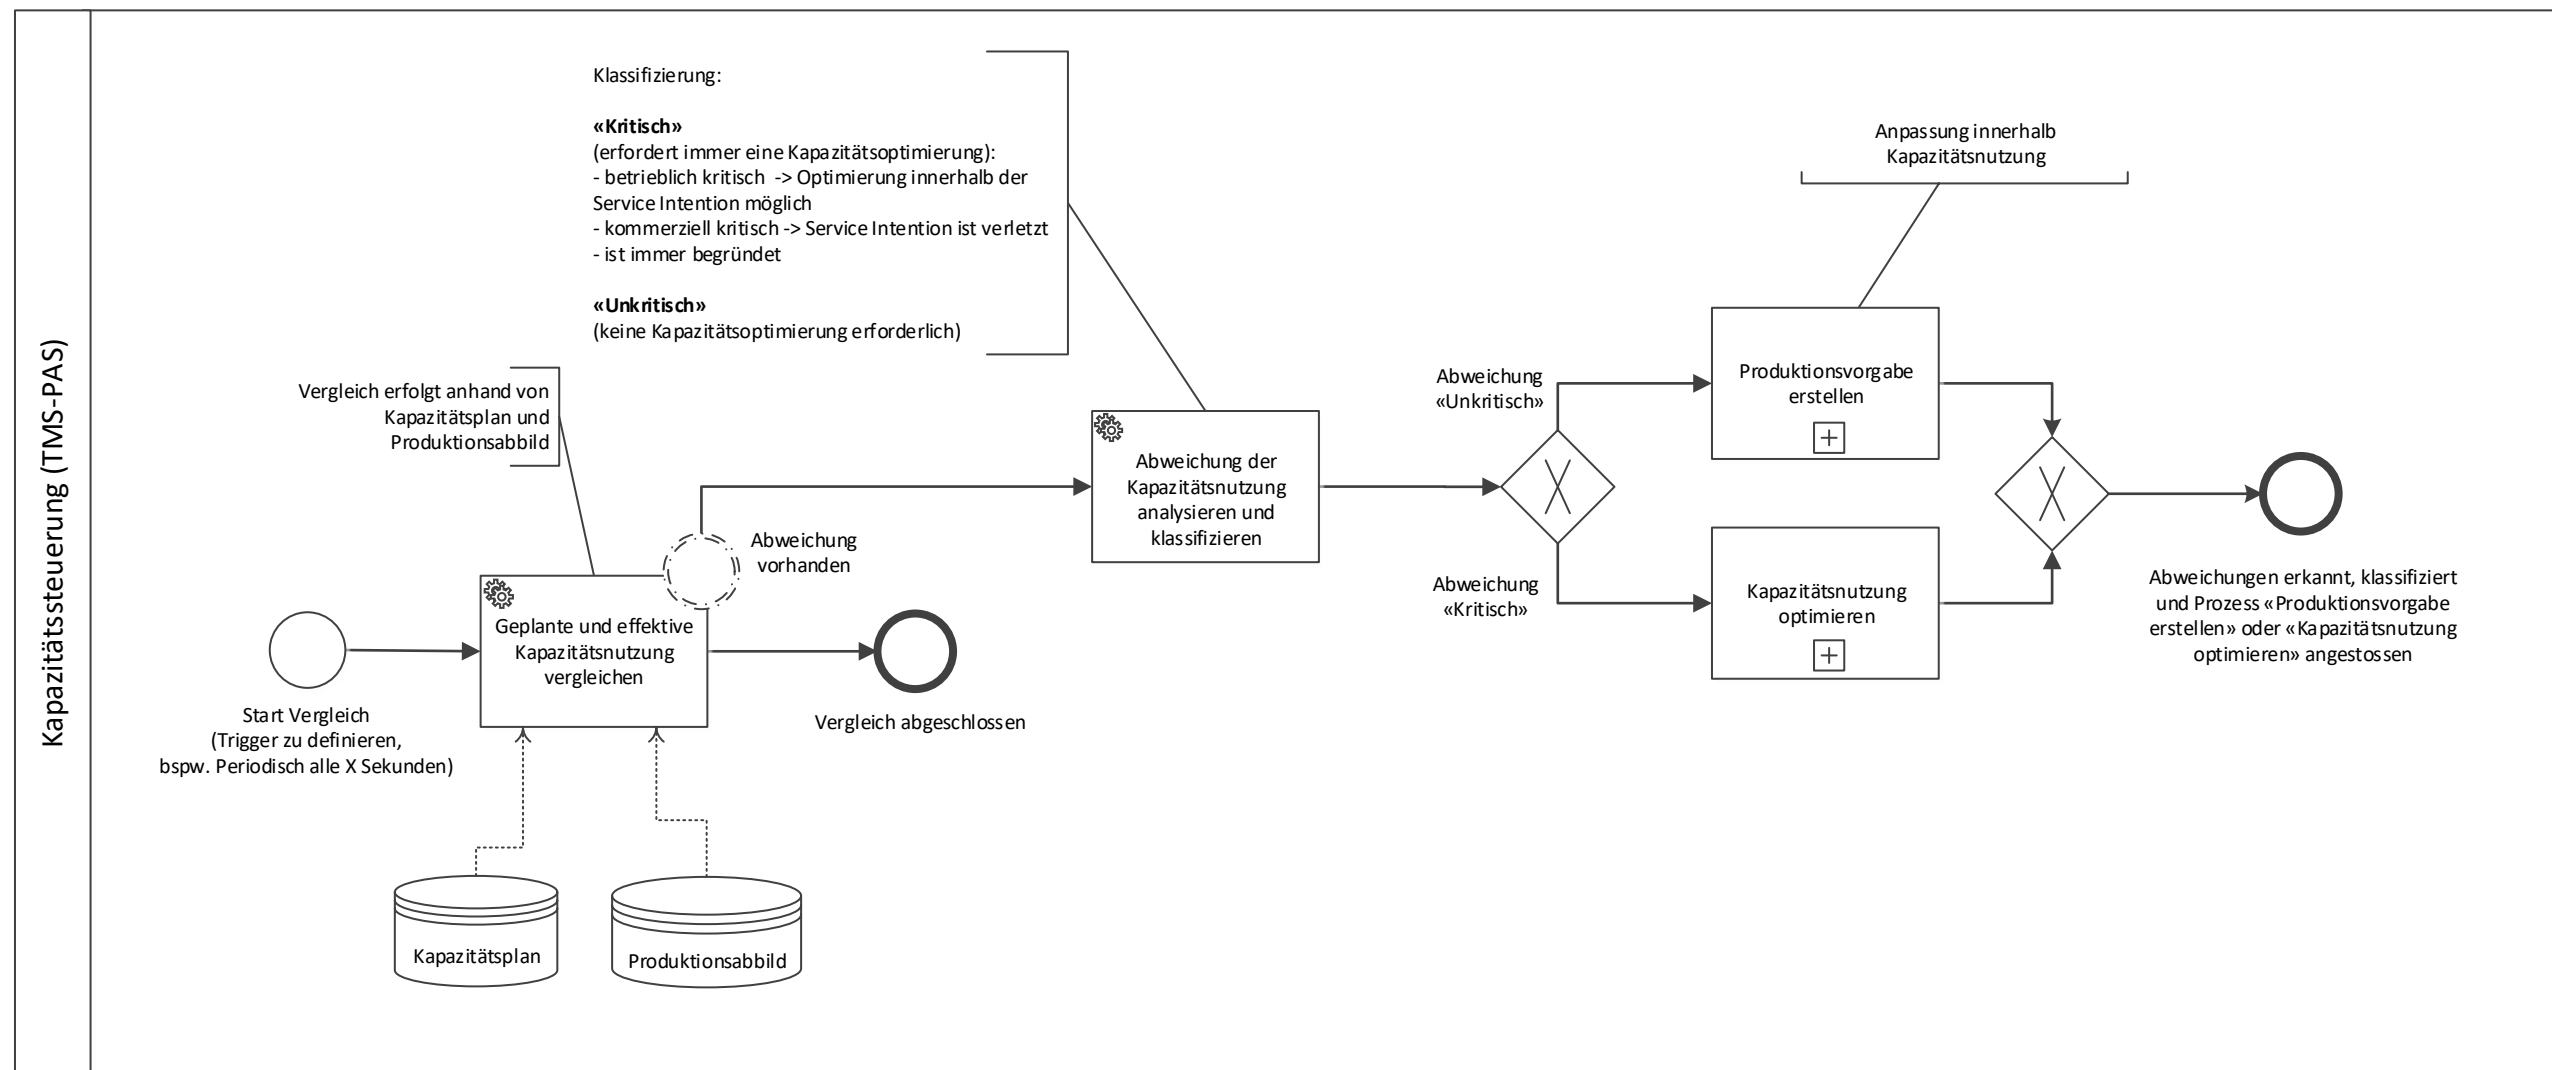 Kapazitätssteuerung (TMS-PAS)
Klassifizierung:
«Kritisch»
(erfordert immer eine Kapazitätsoptimierung):
- betrieblich kritisch -> Optimierung innerhalb der
Service Intention möglich
- kommerziell kritisch -> Service Intention ist verletzt
- ist immer begründet
«Unkritisch»
(keine Kapazitätsoptimierung erforderlich)
Vergleich erfolgt anhand von
Kapazitätsplan und
Produktionsabbild
Start Vergleich
(Trigger zu definieren,
bspw. Periodisch alle X Sekunden)
Geplante und effektive
Kapazitätsnutzung
vergleichen
Abweichung
vorhanden
Vergleich abgeschlossen
Kapazitätsplan
Produktionsabbild
Abweichung der
Kapazitätsnutzung
analysieren und
klassifizieren
Abweichung
«Unkritisch»
Abweichung
«Kritisch»
Anpassung innerhalb
Kapazitätsnutzung
Produktionsvorgabe
erstellen
Kapazitätsnutzung
optimieren
Abweichungen erkannt, klassifiziert
und Prozess «Produktionsvorgabe
erstellen» oder «Kapazitätsnutzung
optimieren» angestossen